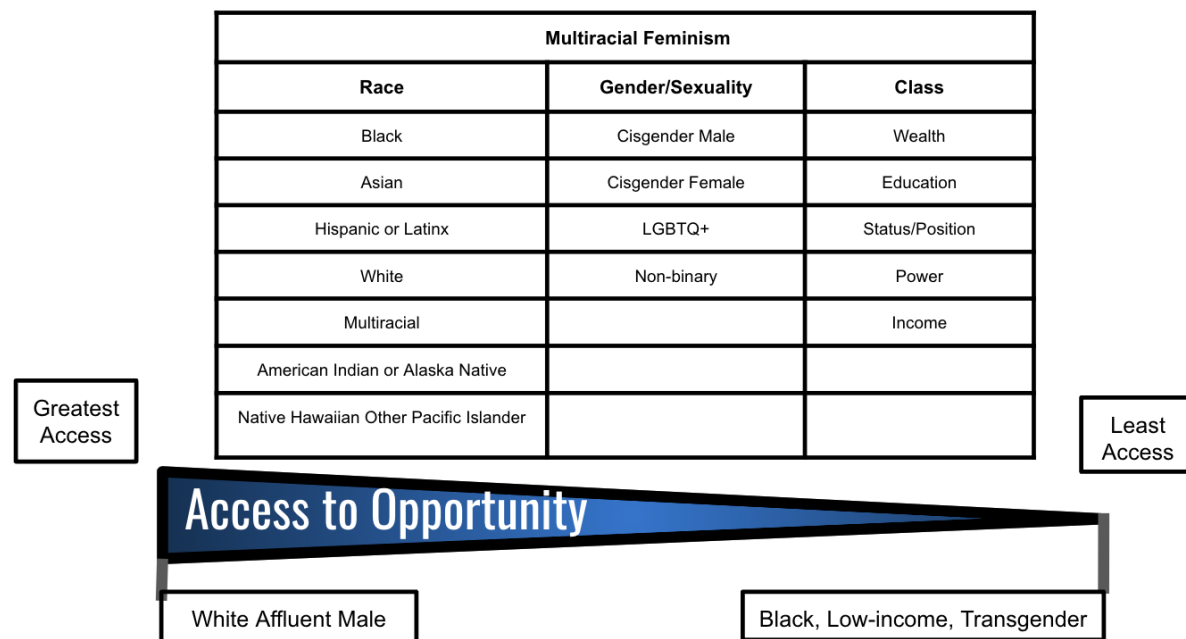 Multiracial Feminism
Race Gender/Sexuality Class
Black Cisgender Male Wealth
Asian Cisgender Female Education
Hispanic or Latinx LGBTQ+ Status/Position
White Non-binary Power
Multiracial Income
American Indian or Alaska Native
Native Hawaiian Other Pacific Islander
Greatest
Access
Least
Access
Access to Opportunity
White Affluent Male
Black, Low-income, Transgender